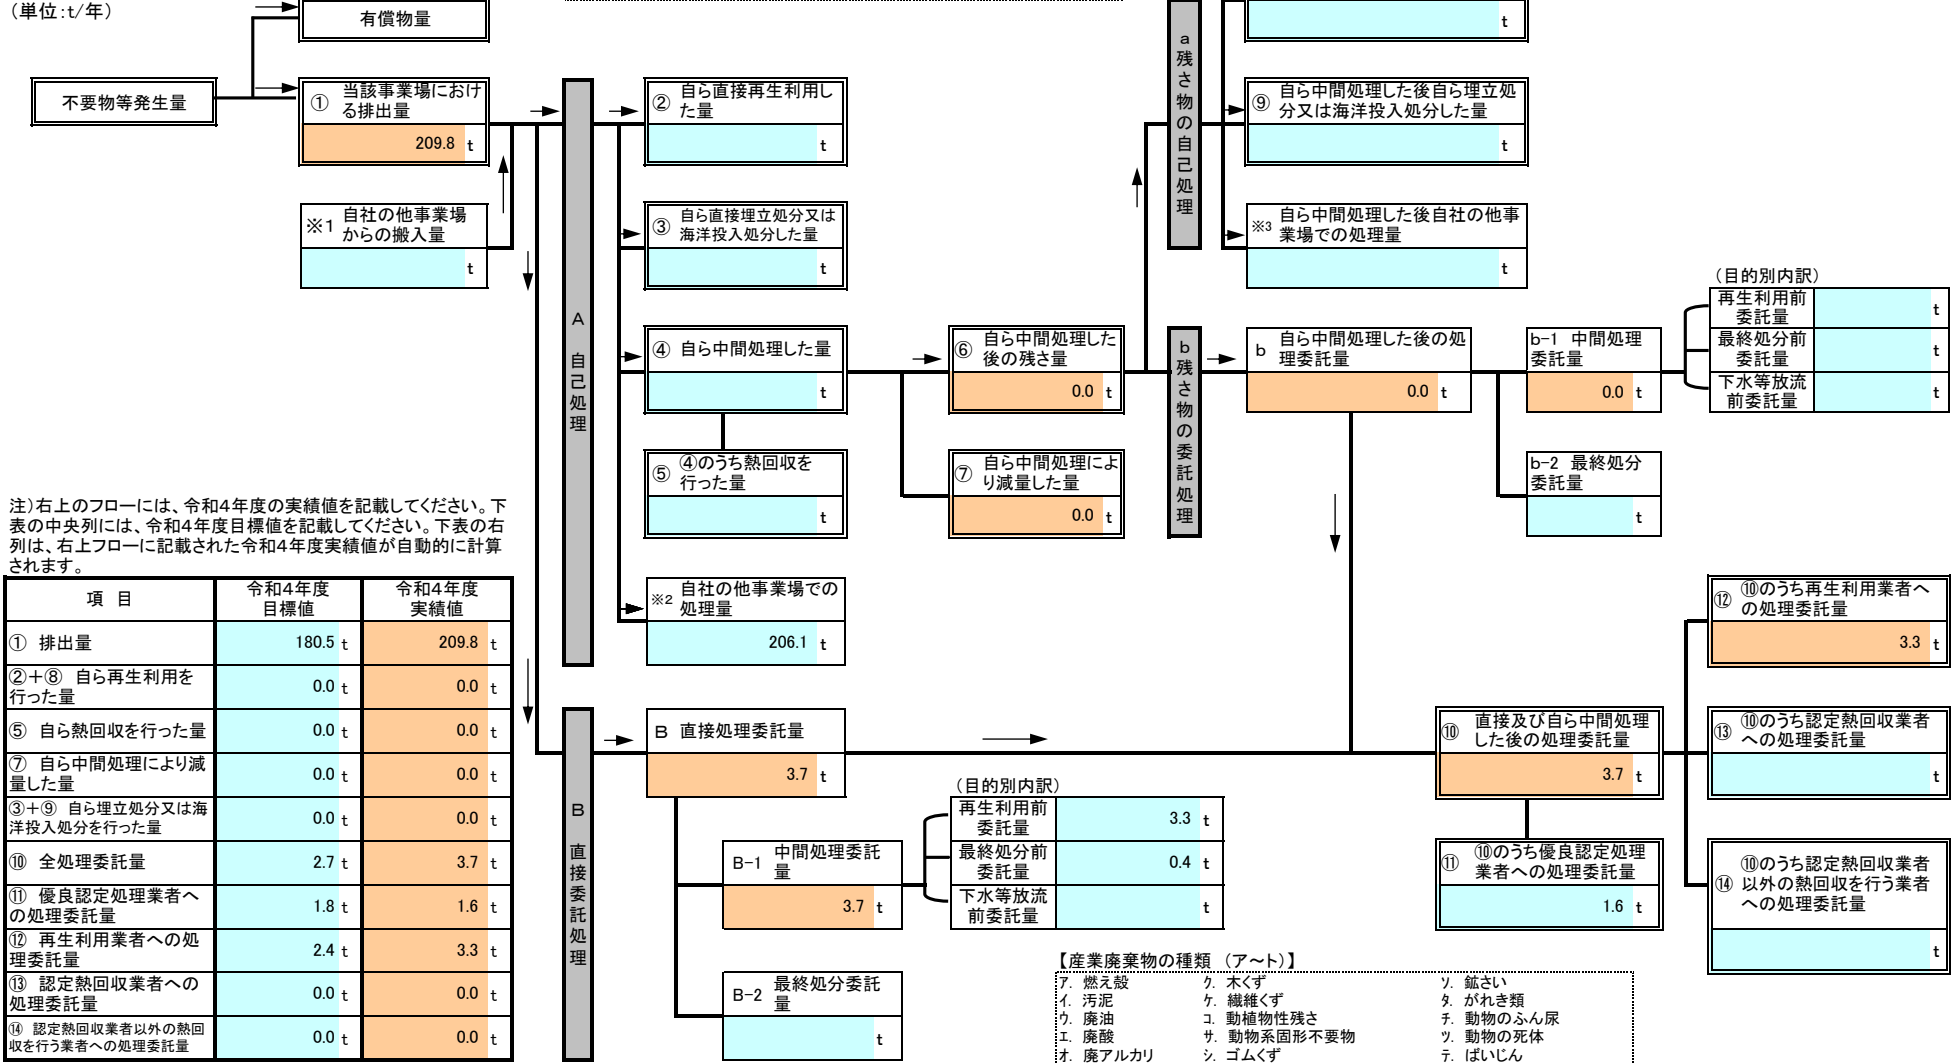 （単位:t/年）
有償物量
不要物等発生量
① 当該事業場におけ
る排出量
209.8 t
※1 自社の他事業場
からの搬入量
t
A 自己処理
② 自ら直接再生利用し
た量
t
③ 自ら直接埋立処分又は
海洋投入処分した量
t
④ 自ら中間処理した量
t
⑤ ④のうち熱回収を
行った量
t
※2 自社の他事業場での
処理量
206.1 t
⑥ 自ら中間処理した
後の残さ量
0.0 t
⑦ 自ら中間処理によ
り減量した量
0.0 t
a残さ物の自己処理
t
⑨ 自ら中間処理した後自ら埋立処
分又は海洋投入処分した量
t
※3 自ら中間処理した後自社の他事
業場での処理量
t
b残さ物の委託処理
b 自ら中間処理した後の処
理委託量
0.0 t
b-1 中間処理
委託量
0.0 t
b-2 最終処分
委託量
t
（目的別内訳）
再生利用前
委託量
t
最終処分前
委託量
t
下水等放流
前委託量
t
注）右上のフローには、令和4年度の実績値を記載してください。下
表の中央列には、令和4年度目標値を記載してください。下表の右
列は、右上フローに記載された令和4年度実績値が自動的に計算
されます。
項 目 令和4年度 令和4年度
目標値 実績値
① 排出量 180.5 t 209.8 t
②＋⑧ 自ら再生利用を
行った量 0.0 t 0.0 t
⑤ 自ら熱回収を行った量 0.0 t 0.0 t
⑦ 自ら中間処理により減
量した量 0.0 t 0.0 t
③＋⑨ 自ら埋立処分又は海
洋投入処分を行った量 0.0 t 0.0 t
⑩ 全処理委託量 2.7 t 3.7 t
⑪ 優良認定処理業者へ
の処理委託量 1.8 t 1.6 t
⑫ 再生利用業者への処
理委託量 2.4 t 3.3 t
⑬ 認定熱回収業者への
処理委託量 0.0 t 0.0 t
⑭ 認定熱回収業者以外の熱回
収を行う業者への処理委託量 0.0 t 0.0 t
B 直接委託処理
B 直接処理委託量
3.7 t
B-1 中間処理委託
量
3.7 t
B-2 最終処分委託
量
t
（目的別内訳）
再生利用前
委託量
3.3 t
最終処分前
委託量
0.4 t
下水等放流
前委託量
t
⑩ 直接及び自ら中間処理
した後の処理委託量
3.7 t
⑪ ⑩のうち優良認定処理
業者への処理委託量
1.6 t
⑫ ⑩のうち再生利用業者へ
の処理委託量
3.3 t
⑬ ⑩のうち認定熱回収業者
への処理委託量
t
⑭ ⑩のうち認定熱回収業者
以外の熱回収を行う業者
への処理委託量
t
【産業廃棄物の種類 （ア～ト）】
ア. 燃え殻 ク. 木くず ソ. 鉱さい
イ. 汚泥 ケ. 繊維くず タ. がれき類
ウ. 廃油 コ. 動植物性残さ チ. 動物のふん尿
エ. 廃酸 サ. 動物系固形不要物 ツ. 動物の死体
オ. 廃アルカリ シ. ゴムくず テ. ばいじん